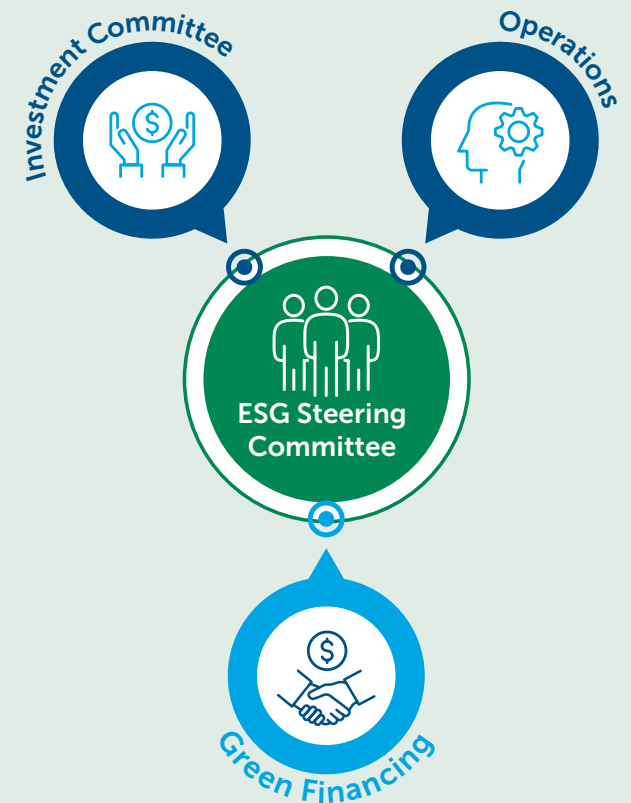 Investment Committee
Operations
$
ESG Steering
Committee
$
Green Financing